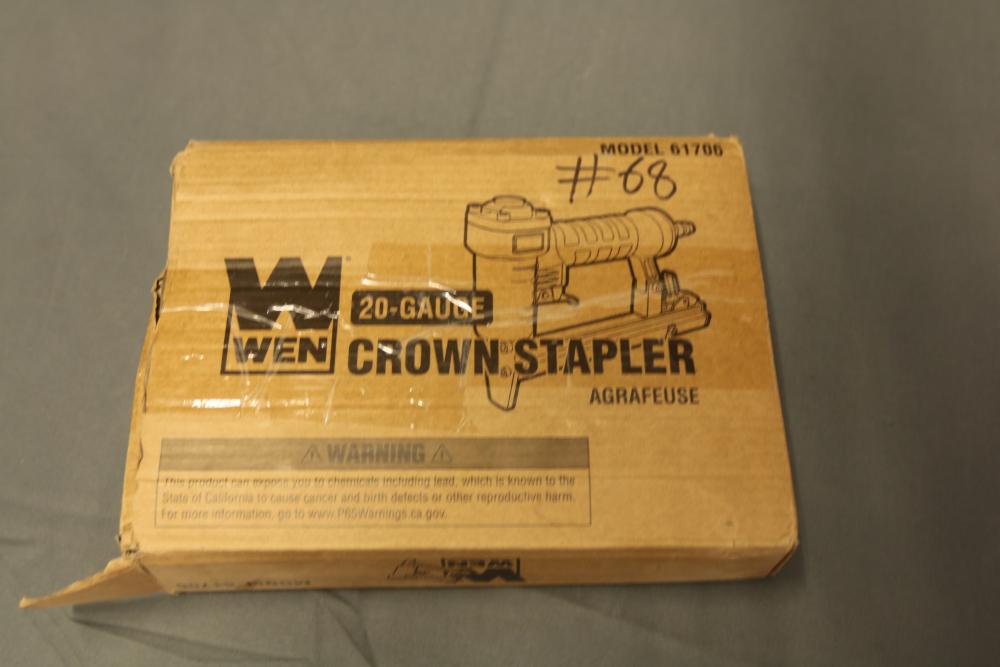 MODEL 61706
#68
W
WEN
20-GAUGE
CROWN STAPLER
AGRAFEUSE
WARNING
This product can expose you to chemicals including lead, which is known to the
State of California to cause cancer and birth defects or other reproductive harm.
For more information, go to www.P65Warnings.ca.gov.
WEN